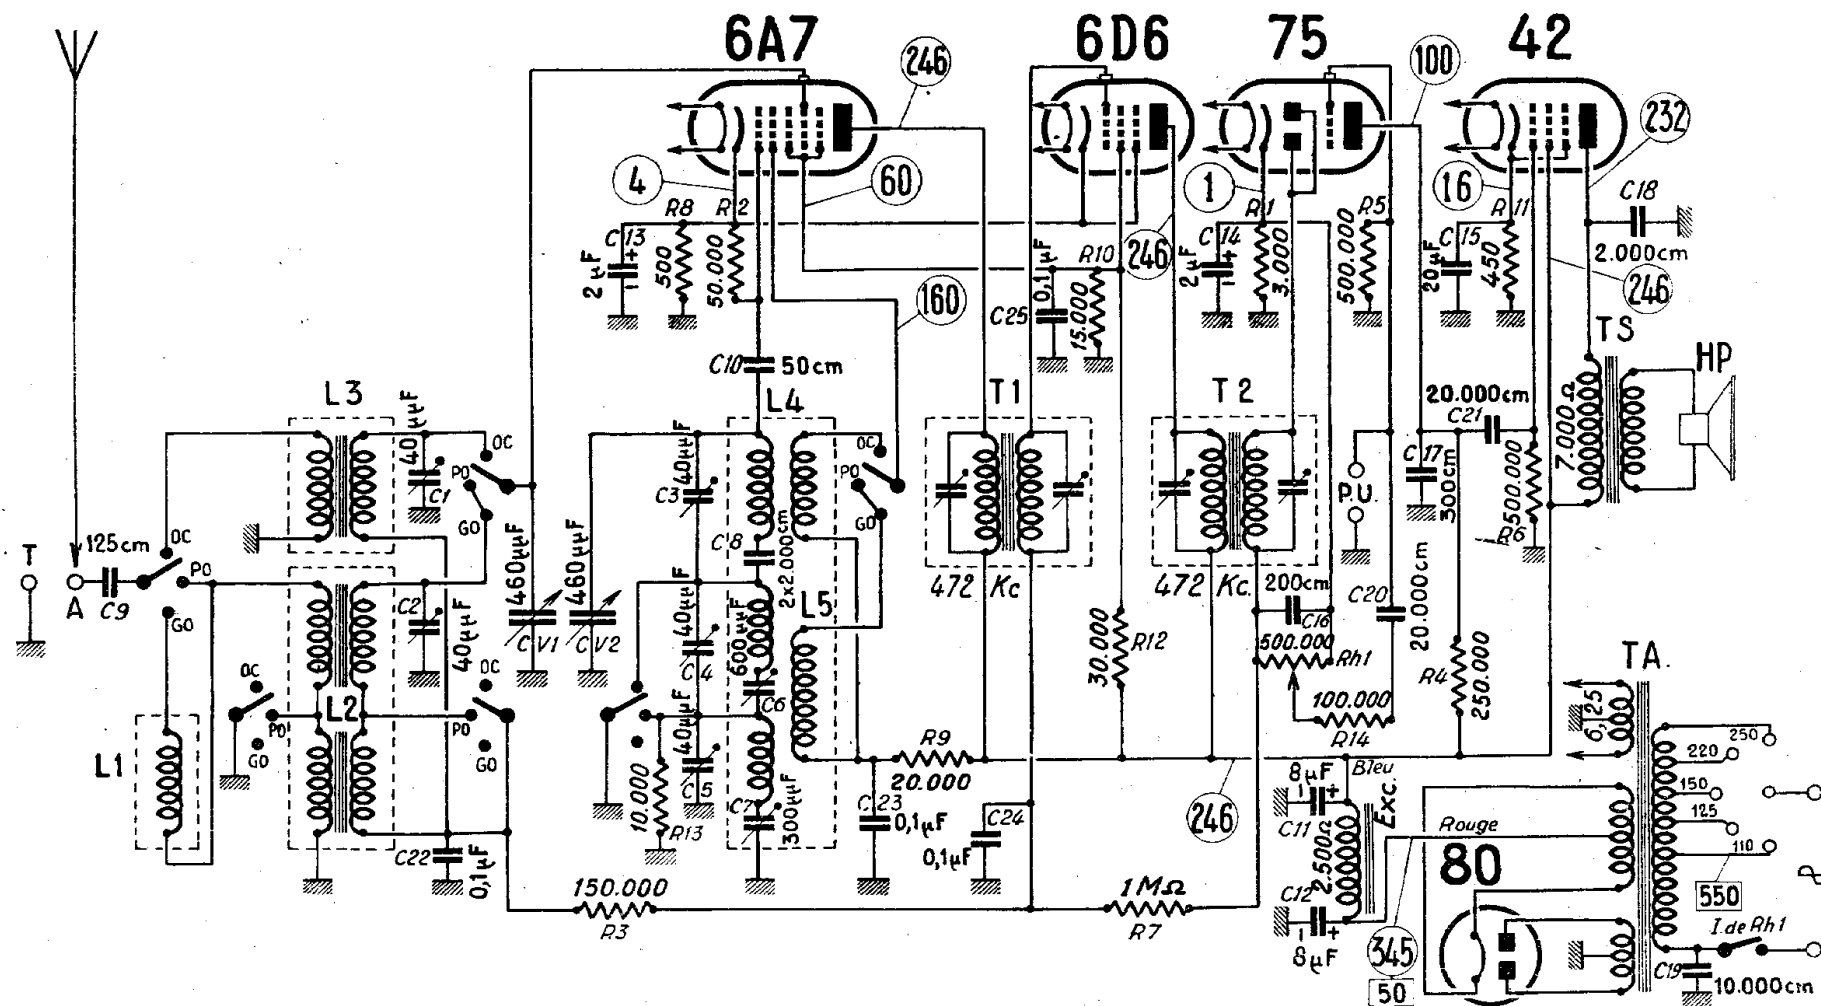 6A7
6D6
75
42
246
100
232
4
60
1
16
C18
R8
R12
C13
2µF
500
50.000
R10
246
R1
C14
2µF
3.000
R5
500.000
R11
C15
20µF
450
2.000cm
246
160
0,1µF
C25
15.000
TS
HP
C10
50cm
L3
L4
T1
T2
20.000cm
C21
7.000Ω
40µµF
C1
OC
PO
GO
C3
40µµF
OC
PO
GO
P.U.
C17
300cm
500.000
R6
T
A
125cm
C9
OC
PO
GO
460µµF
CV1
460µµF
CV2
C8
2x2.000cm
472 Kc
472 Kc
200cm
C16
C20
20.000cm
C2
40µµF
40µµF
C4
600µµF
L5
30.000
R12
500.000
Rh1
R4
250.000
TA.
L1
OC
PO
GO
L2
OC
PO
GO
C6
100.000
R14
6,25
250
220
150
125
110
10.000
R13
40µµF
C5
C7
300µµF
R9
20.000
C23
0,1µF
C24
0,1µF
246
Bleu
8µF
C11
Exc.
2.500Ω
Rouge
80
550
C22
0,1µF
150.000
R3
1MΩ
R7
C12
8µF
345
50
I.de Rh1
C19
10.000cm